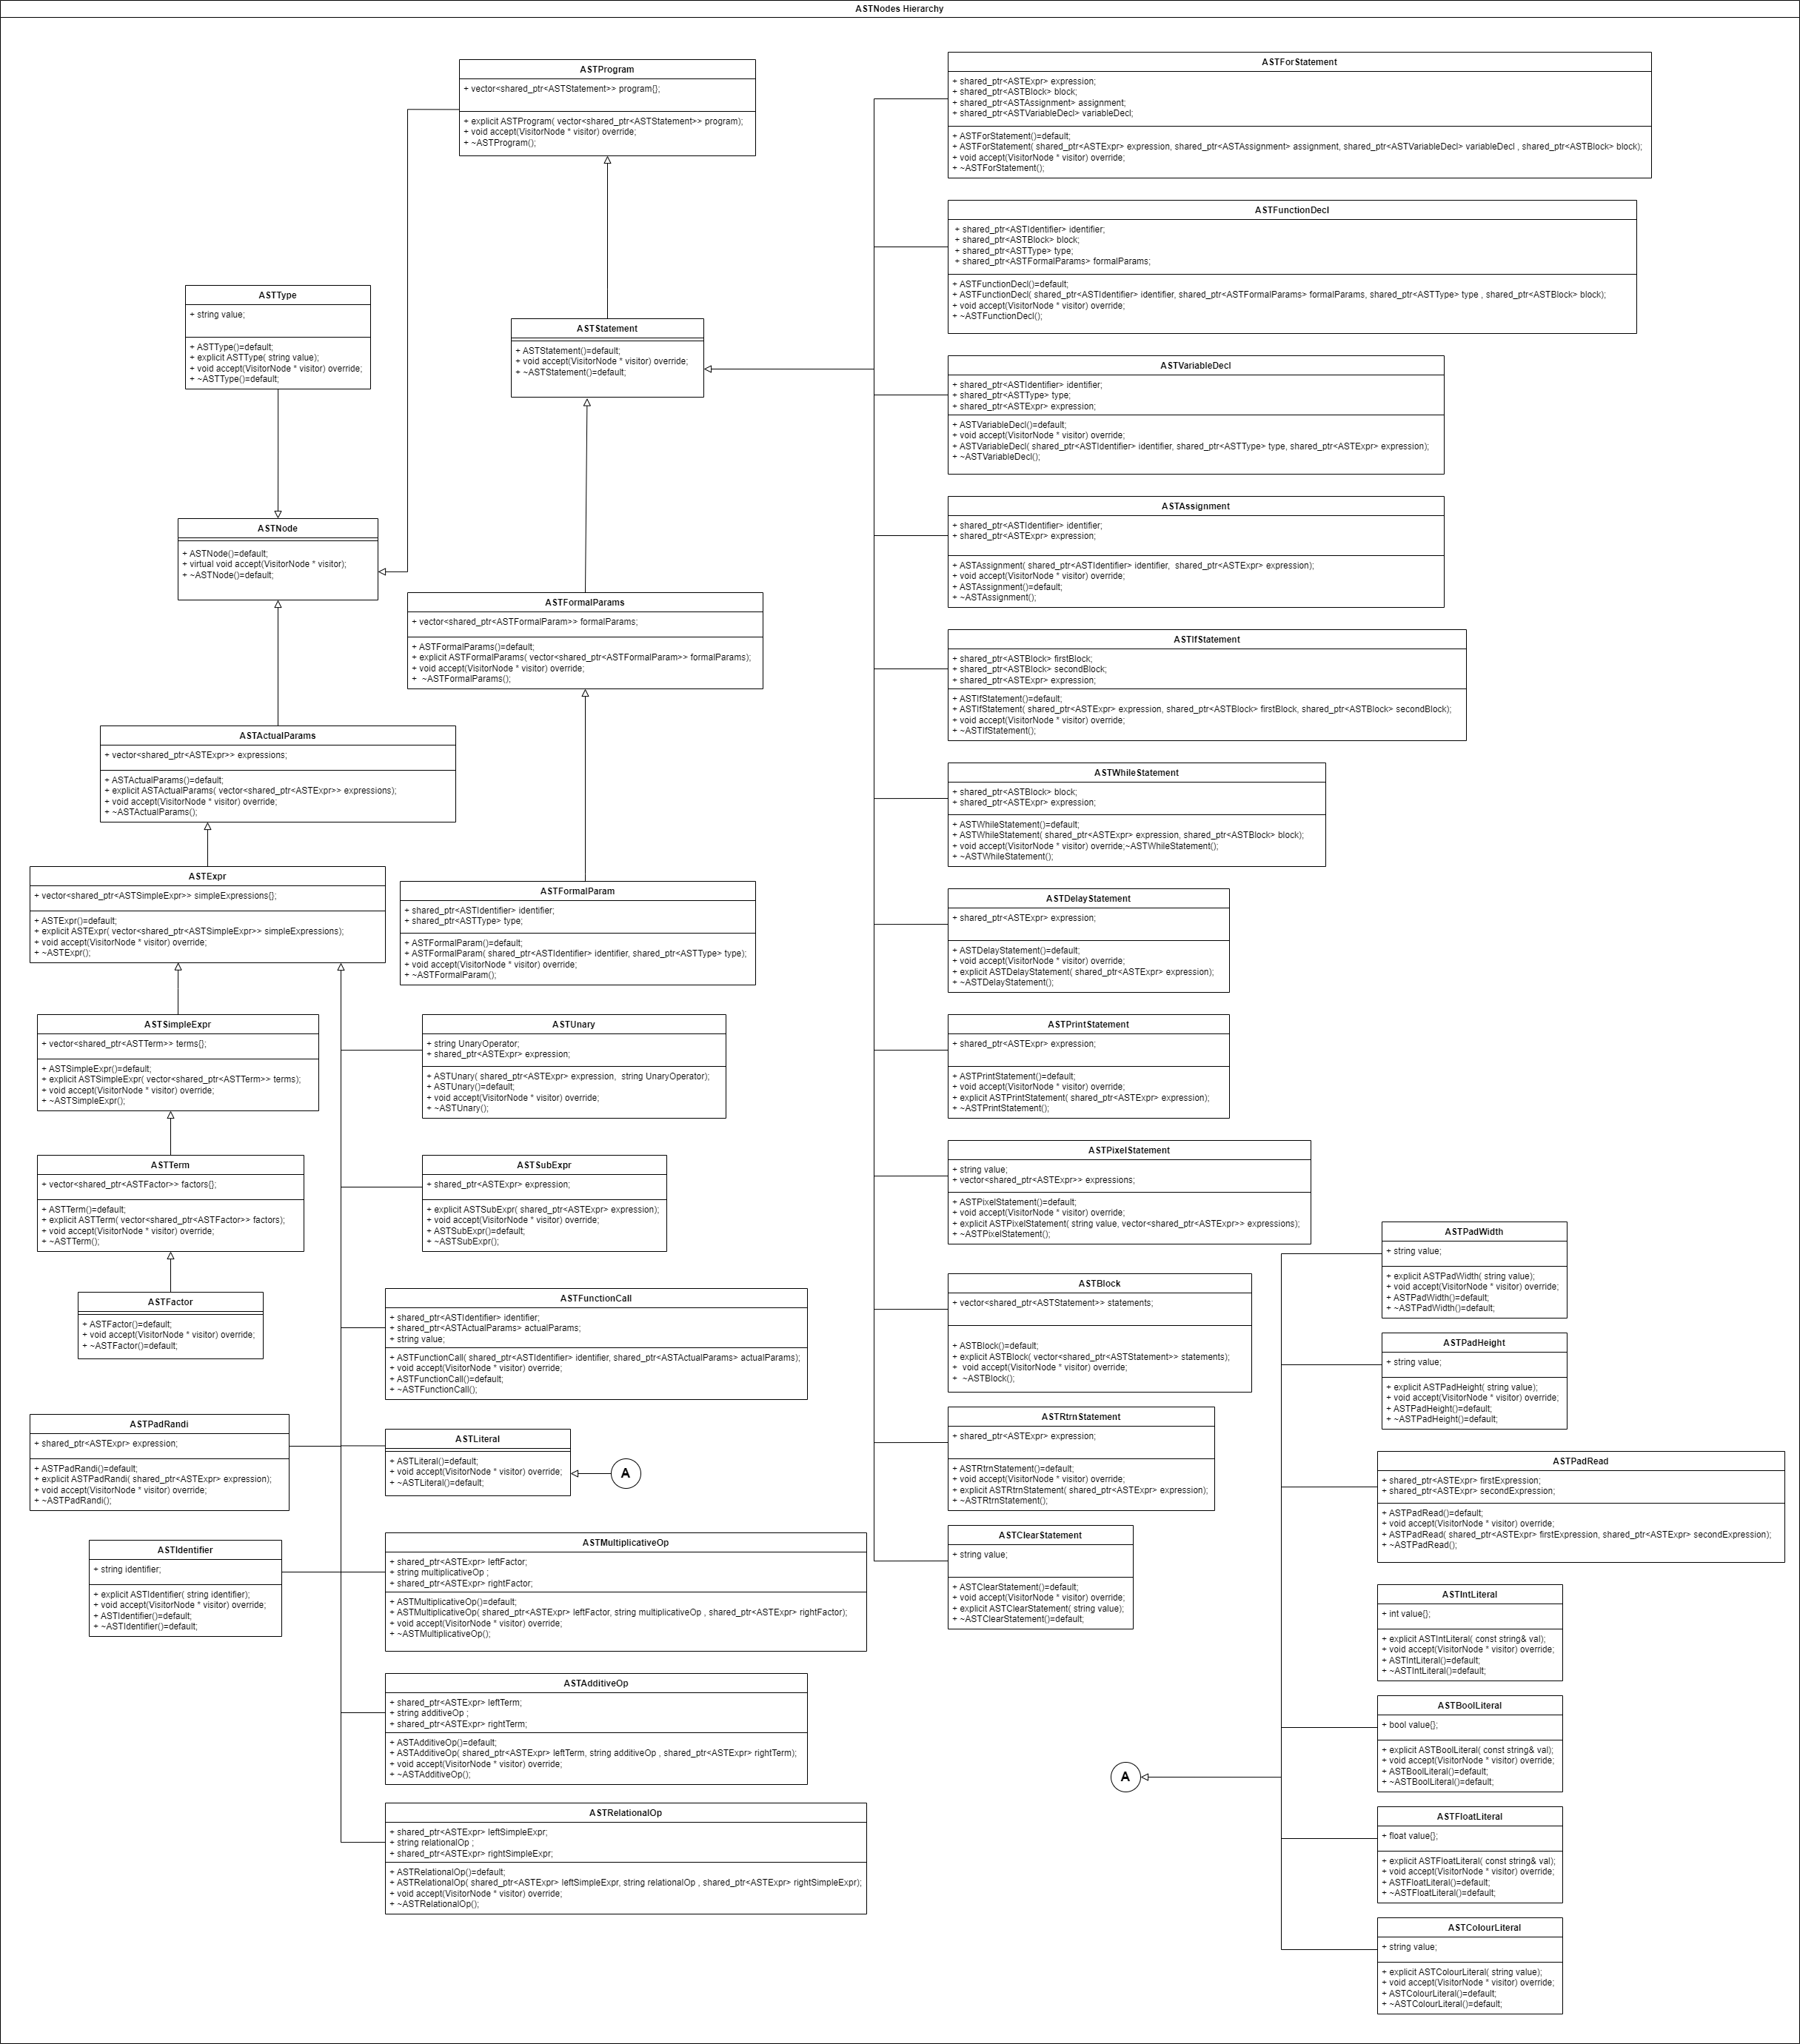 ASTNodes Hierarchy
ASTProgram
+ vector<shared_ptr<ASTStatement>> program{};
+ explicit ASTProgram( vector<shared_ptr<ASTStatement>> program);
+ void accept(VisitorNode * visitor) override;
+ ~ASTProgram();
ASTType
+ string value;
+ ASTType()=default;
+ explicit ASTType( string value);
+ void accept(VisitorNode * visitor) override;
+ ~ASTType()=default;
ASTStatement
+ ASTStatement()=default;
+ void accept(VisitorNode * visitor) override;
+ ~ASTStatement()=default;
ASTNode
+ ASTNode()=default;
+ virtual void accept(VisitorNode * visitor);
+ ~ASTNode()=default;
ASTFormalParams
+ vector<shared_ptr<ASTFormalParam>> formalParams;
+ ASTFormalParams()=default;
+ explicit ASTFormalParams( vector<shared_ptr<ASTFormalParam>> formalParams);
+ void accept(VisitorNode * visitor) override;
+  ~ASTFormalParams();
ASTActualParams
+ vector<shared_ptr<ASTExpr>> expressions;
+ ASTActualParams()=default;
+ explicit ASTActualParams( vector<shared_ptr<ASTExpr>> expressions);
+ void accept(VisitorNode * visitor) override;
+ ~ASTActualParams();
ASTExpr
+ vector<shared_ptr<ASTSimpleExpr>> simpleExpressions{};
+ ASTExpr()=default;
+ explicit ASTExpr( vector<shared_ptr<ASTSimpleExpr>> simpleExpressions);
+ void accept(VisitorNode * visitor) override;
+ ~ASTExpr();
ASTFormalParam
+ shared_ptr<ASTIdentifier> identifier;
+ shared_ptr<ASTType> type;
+ ASTFormalParam()=default;
+ ASTFormalParam( shared_ptr<ASTIdentifier> identifier, shared_ptr<ASTType> type);
+ void accept(VisitorNode * visitor) override;
+ ~ASTFormalParam();
ASTSimpleExpr
+ vector<shared_ptr<ASTTerm>> terms{};
+ ASTSimpleExpr()=default;
+ explicit ASTSimpleExpr( vector<shared_ptr<ASTTerm>> terms);
+ void accept(VisitorNode * visitor) override;
+ ~ASTSimpleExpr();
ASTTerm
+ vector<shared_ptr<ASTFactor>> factors{};
+ ASTTerm()=default;
+ explicit ASTTerm( vector<shared_ptr<ASTFactor>> factors);
+ void accept(VisitorNode * visitor) override;
+ ~ASTTerm();
ASTFactor
+ ASTFactor()=default;
+ void accept(VisitorNode * visitor) override;
+ ~ASTFactor()=default;
ASTPadRandi
+ shared_ptr<ASTExpr> expression;
+ ASTPadRandi()=default;
+ explicit ASTPadRandi( shared_ptr<ASTExpr> expression);
+ void accept(VisitorNode * visitor) override;
+ ~ASTPadRandi();
ASTIdentifier
+ string identifier;
+ explicit ASTIdentifier( string identifier);
+ void accept(VisitorNode * visitor) override;
+ ASTIdentifier()=default;
+ ~ASTIdentifier()=default;
ASTUnary
+ string UnaryOperator;
+ shared_ptr<ASTExpr> expression;
+ ASTUnary( shared_ptr<ASTExpr> expression,  string UnaryOperator);
+ ASTUnary()=default;
+ void accept(VisitorNode * visitor) override;
+ ~ASTUnary();
ASTSubExpr
+ shared_ptr<ASTExpr> expression;
+ explicit ASTSubExpr( shared_ptr<ASTExpr> expression);
+ void accept(VisitorNode * visitor) override;
+ ASTSubExpr()=default;
+ ~ASTSubExpr();
ASTFunctionCall
+ shared_ptr<ASTIdentifier> identifier;
+ shared_ptr<ASTActualParams> actualParams;
+ string value;
+ ASTFunctionCall( shared_ptr<ASTIdentifier> identifier, shared_ptr<ASTActualParams> actualParams);
+ void accept(VisitorNode * visitor) override;
+ ASTFunctionCall()=default;
+ ~ASTFunctionCall();
ASTLiteral
+ ASTLiteral()=default;
+ void accept(VisitorNode * visitor) override;
+ ~ASTLiteral()=default;
A
ASTMultiplicativeOp
+ shared_ptr<ASTExpr> leftFactor;
+ string multiplicativeOp ;
+ shared_ptr<ASTExpr> rightFactor;
+ ASTMultiplicativeOp()=default;
+ ASTMultiplicativeOp( shared_ptr<ASTExpr> leftFactor, string multiplicativeOp , shared_ptr<ASTExpr> rightFactor);
+ void accept(VisitorNode * visitor) override;
+ ~ASTMultiplicativeOp();
ASTAdditiveOp
+ shared_ptr<ASTExpr> leftTerm;
+ string additiveOp ;
+ shared_ptr<ASTExpr> rightTerm;
+ ASTAdditiveOp()=default;
+ ASTAdditiveOp( shared_ptr<ASTExpr> leftTerm, string additiveOp , shared_ptr<ASTExpr> rightTerm);
+ void accept(VisitorNode * visitor) override;
+ ~ASTAdditiveOp();
ASTRelationalOp
+ shared_ptr<ASTExpr> leftSimpleExpr;
+ string relationalOp ;
+ shared_ptr<ASTExpr> rightSimpleExpr;
+ ASTRelationalOp()=default;
+ ASTRelationalOp( shared_ptr<ASTExpr> leftSimpleExpr, string relationalOp , shared_ptr<ASTExpr> rightSimpleExpr);
+ void accept(VisitorNode * visitor) override;
+ ~ASTRelationalOp();
ASTForStatement
+ shared_ptr<ASTExpr> expression;
+ shared_ptr<ASTBlock> block;
+ shared_ptr<ASTAssignment> assignment;
+ shared_ptr<ASTVariableDecl> variableDecl;
+ ASTForStatement()=default;
+ ASTForStatement( shared_ptr<ASTExpr> expression, shared_ptr<ASTAssignment> assignment, shared_ptr<ASTVariableDecl> variableDecl , shared_ptr<ASTBlock> block);
+ void accept(VisitorNode * visitor) override;
+ ~ASTForStatement();
ASTFunctionDecl
+ shared_ptr<ASTIdentifier> identifier;
+ shared_ptr<ASTBlock> block;
+ shared_ptr<ASTType> type;
+ shared_ptr<ASTFormalParams> formalParams;
+ ASTFunctionDecl()=default;
+ ASTFunctionDecl( shared_ptr<ASTIdentifier> identifier, shared_ptr<ASTFormalParams> formalParams, shared_ptr<ASTType> type , shared_ptr<ASTBlock> block);
+ void accept(VisitorNode * visitor) override;
+ ~ASTFunctionDecl();
ASTVariableDecl
+ shared_ptr<ASTIdentifier> identifier;
+ shared_ptr<ASTType> type;
+ shared_ptr<ASTExpr> expression;
+ ASTVariableDecl()=default;
+ void accept(VisitorNode * visitor) override;
+ ASTVariableDecl( shared_ptr<ASTIdentifier> identifier, shared_ptr<ASTType> type, shared_ptr<ASTExpr> expression);
+ ~ASTVariableDecl();
ASTAssignment
+ shared_ptr<ASTIdentifier> identifier;
+ shared_ptr<ASTExpr> expression;
+ ASTAssignment( shared_ptr<ASTIdentifier> identifier,  shared_ptr<ASTExpr> expression);
+ void accept(VisitorNode * visitor) override;
+ ASTAssignment()=default;
+ ~ASTAssignment();
ASTIfStatement
+ shared_ptr<ASTBlock> firstBlock;
+ shared_ptr<ASTBlock> secondBlock;
+ shared_ptr<ASTExpr> expression;
+ ASTIfStatement()=default;
+ ASTIfStatement( shared_ptr<ASTExpr> expression, shared_ptr<ASTBlock> firstBlock, shared_ptr<ASTBlock> secondBlock);
+ void accept(VisitorNode * visitor) override;
+ ~ASTIfStatement();
ASTWhileStatement
+ shared_ptr<ASTBlock> block;
+ shared_ptr<ASTExpr> expression;
+ ASTWhileStatement()=default;
+ ASTWhileStatement( shared_ptr<ASTExpr> expression, shared_ptr<ASTBlock> block);
+ void accept(VisitorNode * visitor) override;~ASTWhileStatement();
+ ~ASTWhileStatement();
ASTDelayStatement
+ shared_ptr<ASTExpr> expression;
+ ASTDelayStatement()=default;
+ void accept(VisitorNode * visitor) override;
+ explicit ASTDelayStatement( shared_ptr<ASTExpr> expression);
+ ~ASTDelayStatement();
ASTPrintStatement
+ shared_ptr<ASTExpr> expression;
+ ASTPrintStatement()=default;
+ void accept(VisitorNode * visitor) override;
+ explicit ASTPrintStatement( shared_ptr<ASTExpr> expression);
+ ~ASTPrintStatement();
ASTPixelStatement
+ string value;
+ vector<shared_ptr<ASTExpr>> expressions;
+ ASTPixelStatement()=default;
+ void accept(VisitorNode * visitor) override;
+ explicit ASTPixelStatement( string value, vector<shared_ptr<ASTExpr>> expressions);
+ ~ASTPixelStatement();
ASTBlock
+ vector<shared_ptr<ASTStatement>> statements;
+ ASTBlock()=default;
+ explicit ASTBlock( vector<shared_ptr<ASTStatement>> statements);
+  void accept(VisitorNode * visitor) override;
+  ~ASTBlock();
ASTRtrnStatement
+ shared_ptr<ASTExpr> expression;
+ ASTRtrnStatement()=default;
+ void accept(VisitorNode * visitor) override;
+ explicit ASTRtrnStatement( shared_ptr<ASTExpr> expression);
+ ~ASTRtrnStatement();
ASTClearStatement
+ string value;
+ ASTClearStatement()=default;
+ void accept(VisitorNode * visitor) override;
+ explicit ASTClearStatement( string value);
+ ~ASTClearStatement()=default;
A
ASTPadWidth
+ string value;
+ explicit ASTPadWidth( string value);
+ void accept(VisitorNode * visitor) override;
+ ASTPadWidth()=default;
+ ~ASTPadWidth()=default;
ASTPadHeight
+ string value;
+ explicit ASTPadHeight( string value);
+ void accept(VisitorNode * visitor) override;
+ ASTPadHeight()=default;
+ ~ASTPadHeight()=default;
ASTPadRead
+ shared_ptr<ASTExpr> firstExpression;
+ shared_ptr<ASTExpr> secondExpression;
+ ASTPadRead()=default;
+ void accept(VisitorNode * visitor) override;
+ ASTPadRead( shared_ptr<ASTExpr> firstExpression, shared_ptr<ASTExpr> secondExpression);
+ ~ASTPadRead();
ASTIntLiteral
+ int value{};
+ explicit ASTIntLiteral( const string& val);
+ void accept(VisitorNode * visitor) override;
+ ASTIntLiteral()=default;
+ ~ASTIntLiteral()=default;
ASTBoolLiteral
+ bool value{};
+ explicit ASTBoolLiteral( const string& val);
+ void accept(VisitorNode * visitor) override;
+ ASTBoolLiteral()=default;
+ ~ASTBoolLiteral()=default;
ASTFloatLiteral
+ float value{};
+ explicit ASTFloatLiteral( const string& val);
+ void accept(VisitorNode * visitor) override;
+ ASTFloatLiteral()=default;
+ ~ASTFloatLiteral()=default;
ASTColourLiteral
+ string value;
+ explicit ASTColourLiteral( string value);
+ void accept(VisitorNode * visitor) override;
+ ASTColourLiteral()=default;
+ ~ASTColourLiteral()=default;